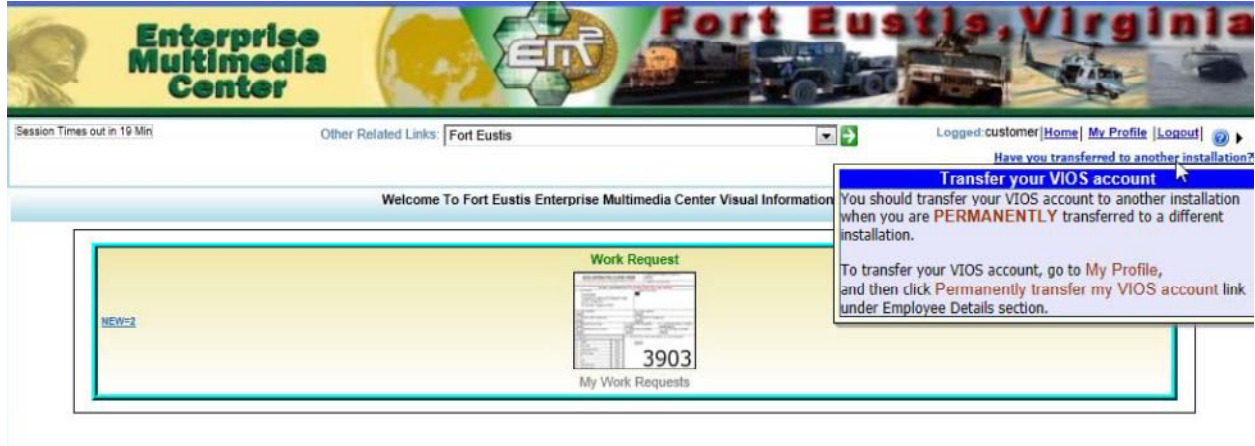 Enterprise
Multimedia
Center
EM²
Fort Eustis, Virginia
Session Times out in 19 Min
Other Related Links: Fort Eustis
Logged:customer|Home| My Profile |Logout|
Have you transferred to another installation?
Transfer your VIOS account
You should transfer your VIOS account to another installation
when you are PERMANENTLY transferred to a different
installation.
To transfer your VIOS account, go to My Profile,
and then click Permanently transfer my VIOS account link
under Employee Details section.
Welcome To Fort Eustis Enterprise Multimedia Center Visual Information
Work Request
NEW=2
3903
My Work Requests